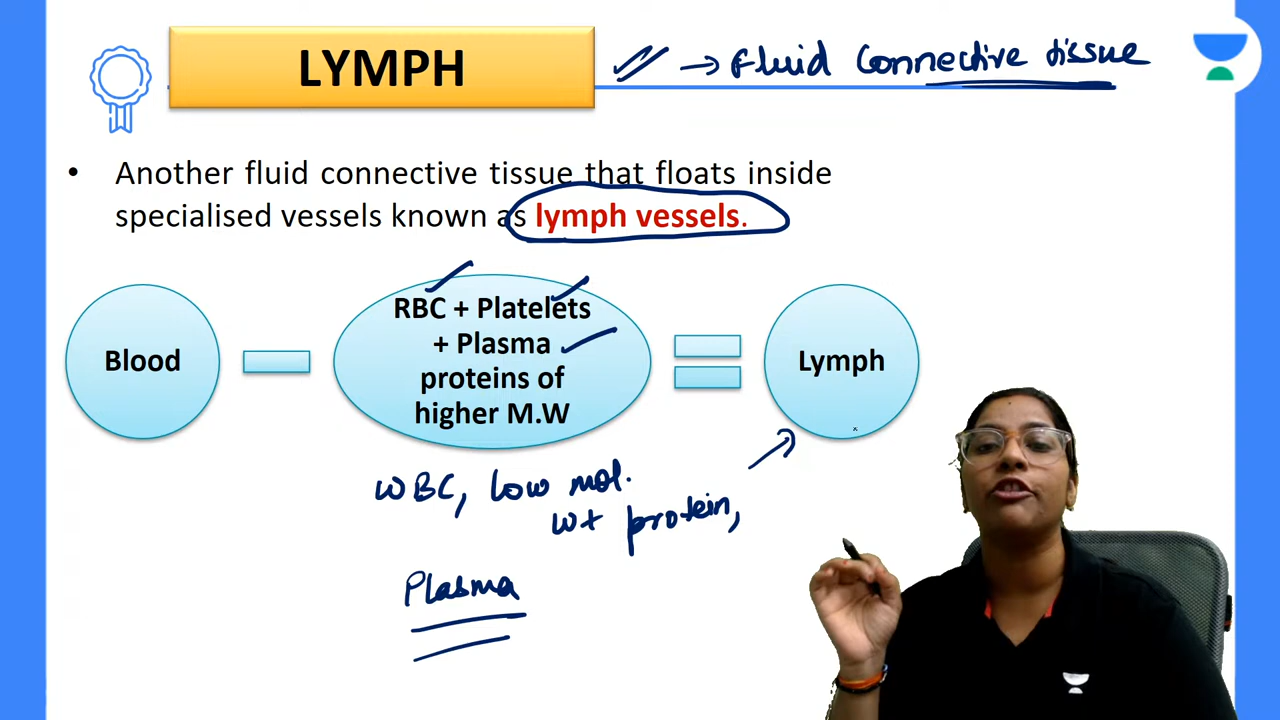 LYMPH
→ Fluid Connective tissue
• Another fluid connective tissue that floats inside
specialised vessels known as lymph vessels.
Blood
RBC + Platelets
+ Plasma
proteins of
higher M.W
Lymph
WBC, Low mol.
wt protein,
Plasma